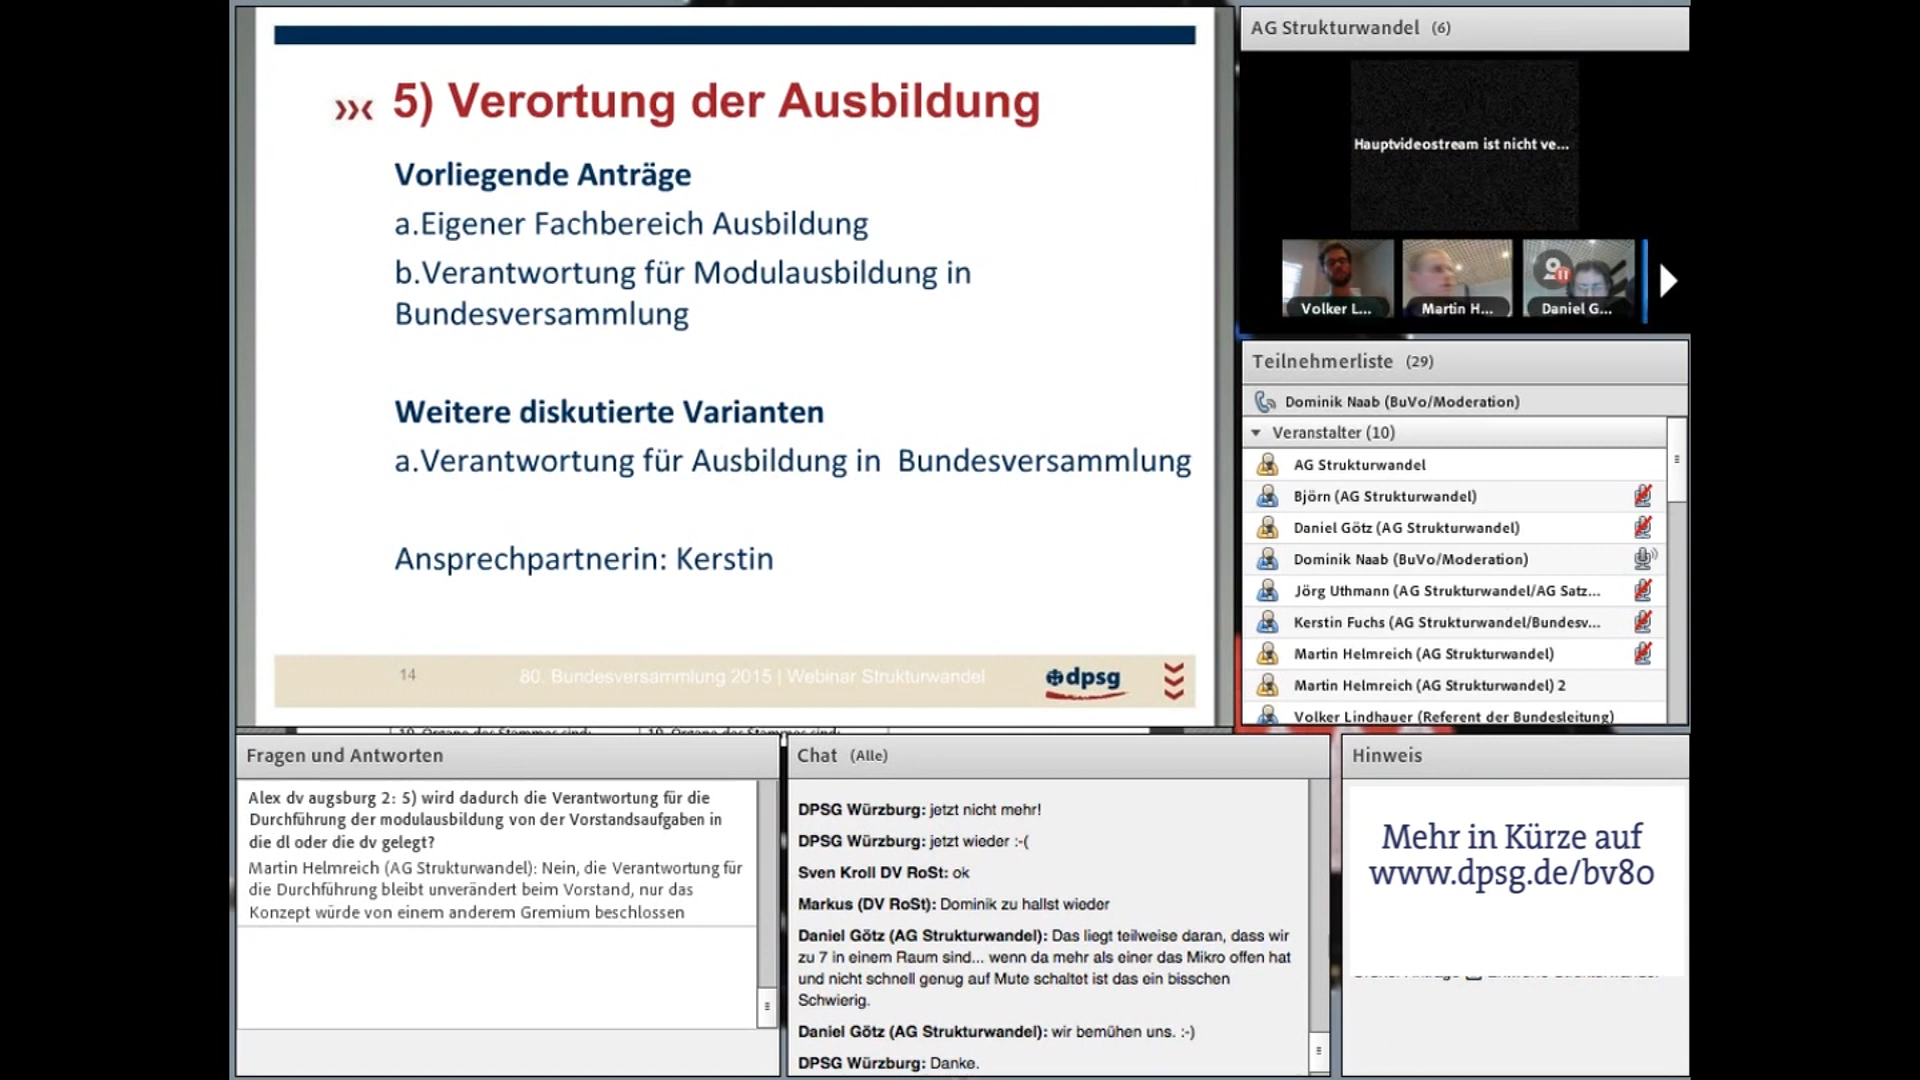 5) Verortung der Ausbildung
Vorliegende Anträge
a.Eigener Fachbereich Ausbildung
b.Verantwortung für Modulausbildung in
Bundesversammlung
Weitere diskutierte Varianten
a.Verantwortung für Ausbildung in Bundesversammlung
Ansprechpartnerin: Kerstin
14
80. Bundesversammlung 2015 | Webinar Strukturwandel
dpsg
AG Strukturwandel (6)
Hauptvideostream ist nicht ve...
Volker L...
Martin H...
Daniel G...
Teilnehmerliste (29)
Dominik Naab (BuVo/Moderation)
Veranstalter (10)
AG Strukturwandel
Björn (AG Strukturwandel)
Daniel Götz (AG Strukturwandel)
Dominik Naab (BuVo/Moderation)
Jörg Uthmann (AG Strukturwandel/AG Satz...
Kerstin Fuchs (AG Strukturwandel/Bundesv...
Martin Helmreich (AG Strukturwandel)
Martin Helmreich (AG Strukturwandel) 2
Volker Lindhauer (Referent der Bundesleitung)
Fragen und Antworten
Alex dv augsburg 2: 5) wird dadurch die Verantwortung für die
Durchführung der modulausbildung von der Vorstandsaufgaben in
die dl oder die dv gelegt?
Martin Helmreich (AG Strukturwandel): Nein, die Verantwortung für
die Durchführung bleibt unverändert beim Vorstand, nur das
Konzept würde von einem anderem Gremium beschlossen
Chat (Alle)
DPSG Würzburg: jetzt nicht mehr!
DPSG Würzburg: jetzt wieder :-(
Sven Kroll DV RoSt: ok
Markus (DV RoSt): Dominik zu hallst wieder
Daniel Götz (AG Strukturwandel): Das liegt teilweise daran, dass wir
zu 7 in einem Raum sind... wenn da mehr als einer das Mikro offen hat
und nicht schnell genug auf Mute schaltet ist das ein bisschen
Schwierig.
Daniel Götz (AG Strukturwandel): wir bemühen uns. :-)
DPSG Würzburg: Danke.
Hinweis
Mehr in Kürze auf
www.dpsg.de/bv80